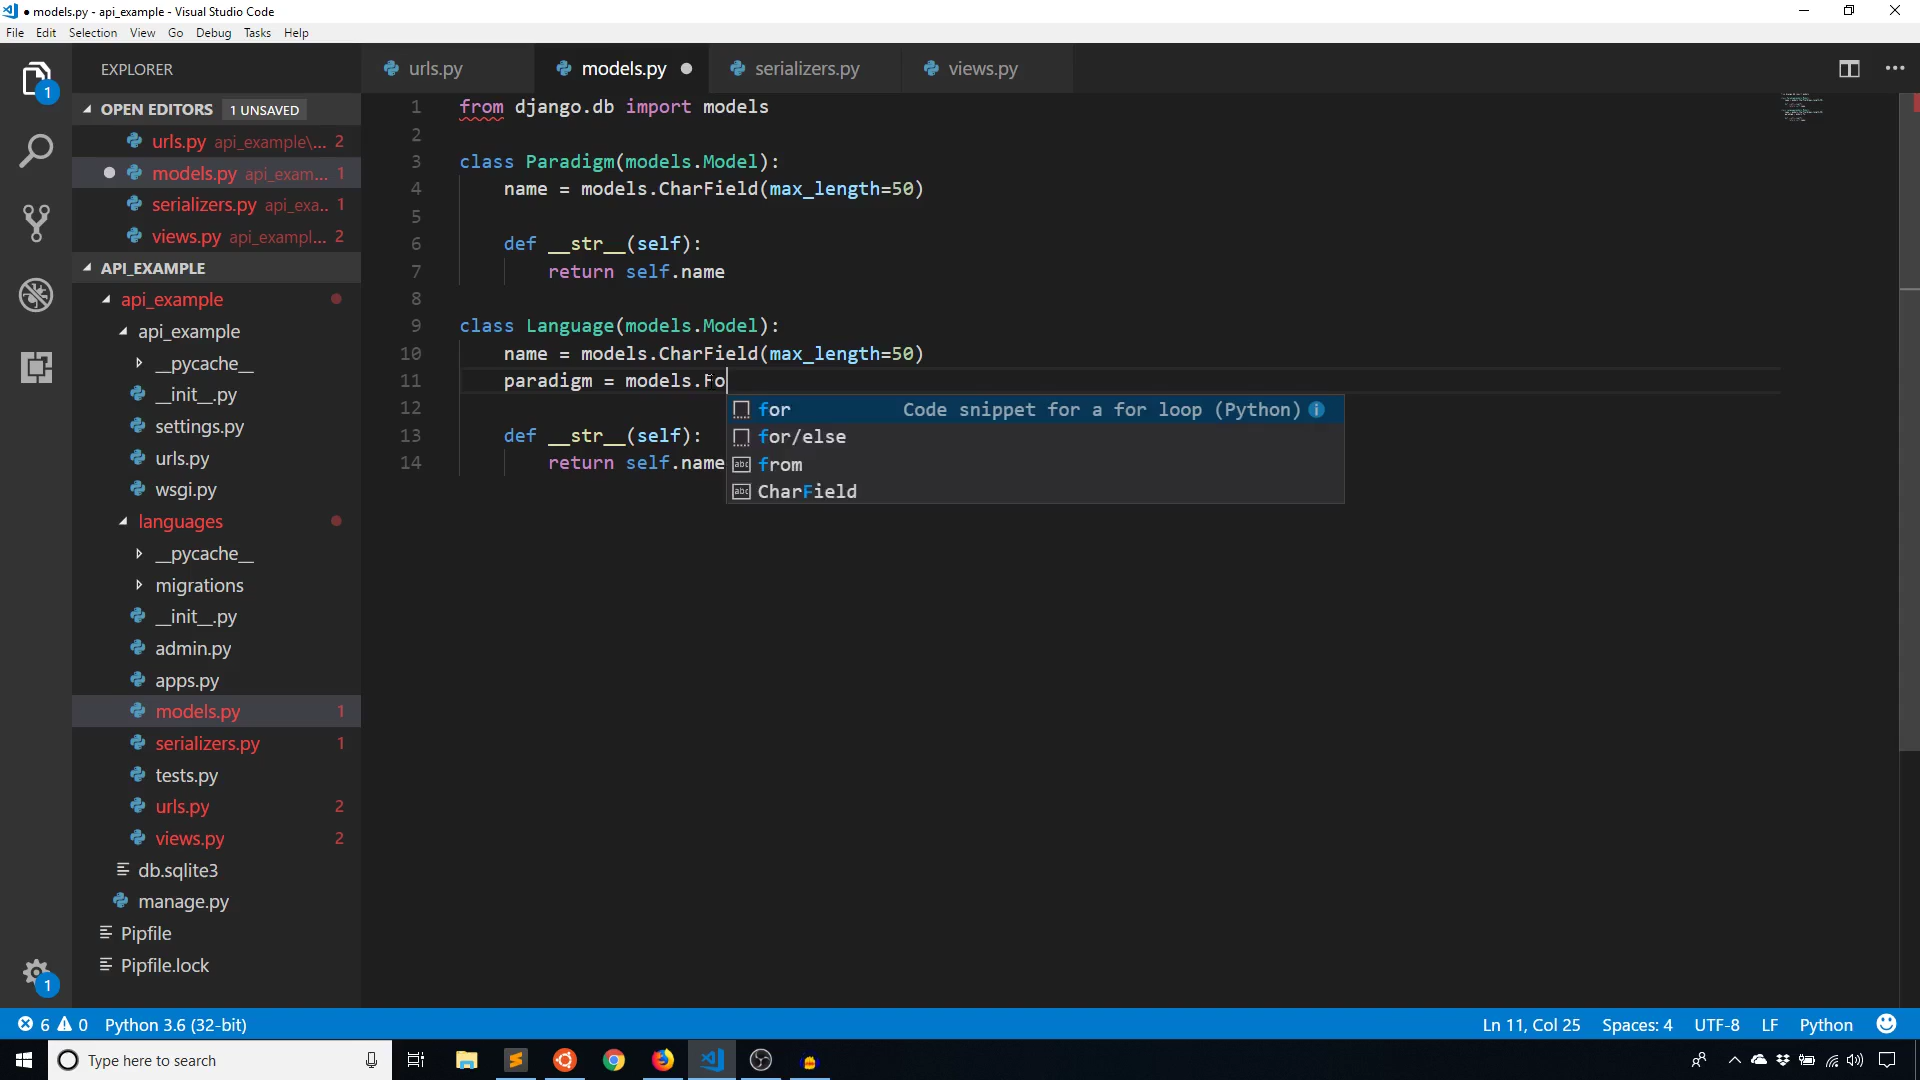 models.py - api_example - Visual Studio Code
File Edit Selection View Go Debug Tasks Help
EXPLORER
urls.py models.py serializers.py views.py
1
OPEN EDITORS 1 UNSAVED
urls.py api_example\... 2
models.py api_exam... 1
serializers.py api_exa.. 1
views.py api_exampl... 2
API_EXAMPLE
api_example
api_example
__pycache__
__init__.py
settings.py
urls.py
wsgi.py
languages
__pycache__
migrations
__init__.py
admin.py
apps.py
models.py 1
serializers.py 1
tests.py
urls.py 2
views.py 2
db.sqlite3
manage.py
Pipfile
Pipfile.lock
1
1 from django.db import models
2
3 class Paradigm(models.Model):
4 name = models.CharField(max_length=50)
5
6 def __str__(self):
7 return self.name
8
9 class Language(models.Model):
10 name = models.CharField(max_length=50)
11 paradigm = models.Fo
12
13 def __str__(self):
14 return self.name
for Code snippet for a for loop (Python)
for/else
abc from
abc CharField
6 0 Python 3.6 (32-bit) Ln 11, Col 25 Spaces: 4 UTF-8 LF Python
Type here to search